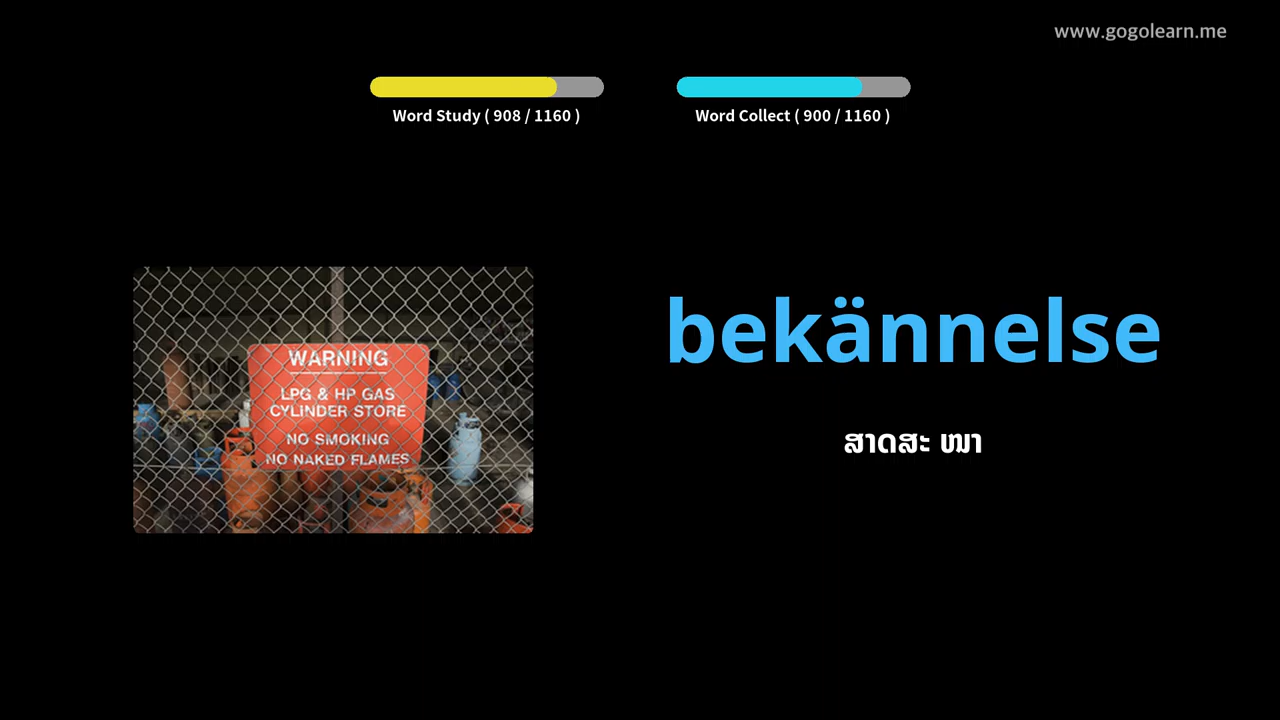 www.gogolearn.me
Word Study ( 908 / 1160 )
Word Collect ( 900 / 1160 )
WARNING
LPG & HP GAS
CYLINDER STORE
NO SMOKING
NO NAKED FLAMES
bekännelse
ສາດສະ ໜາ